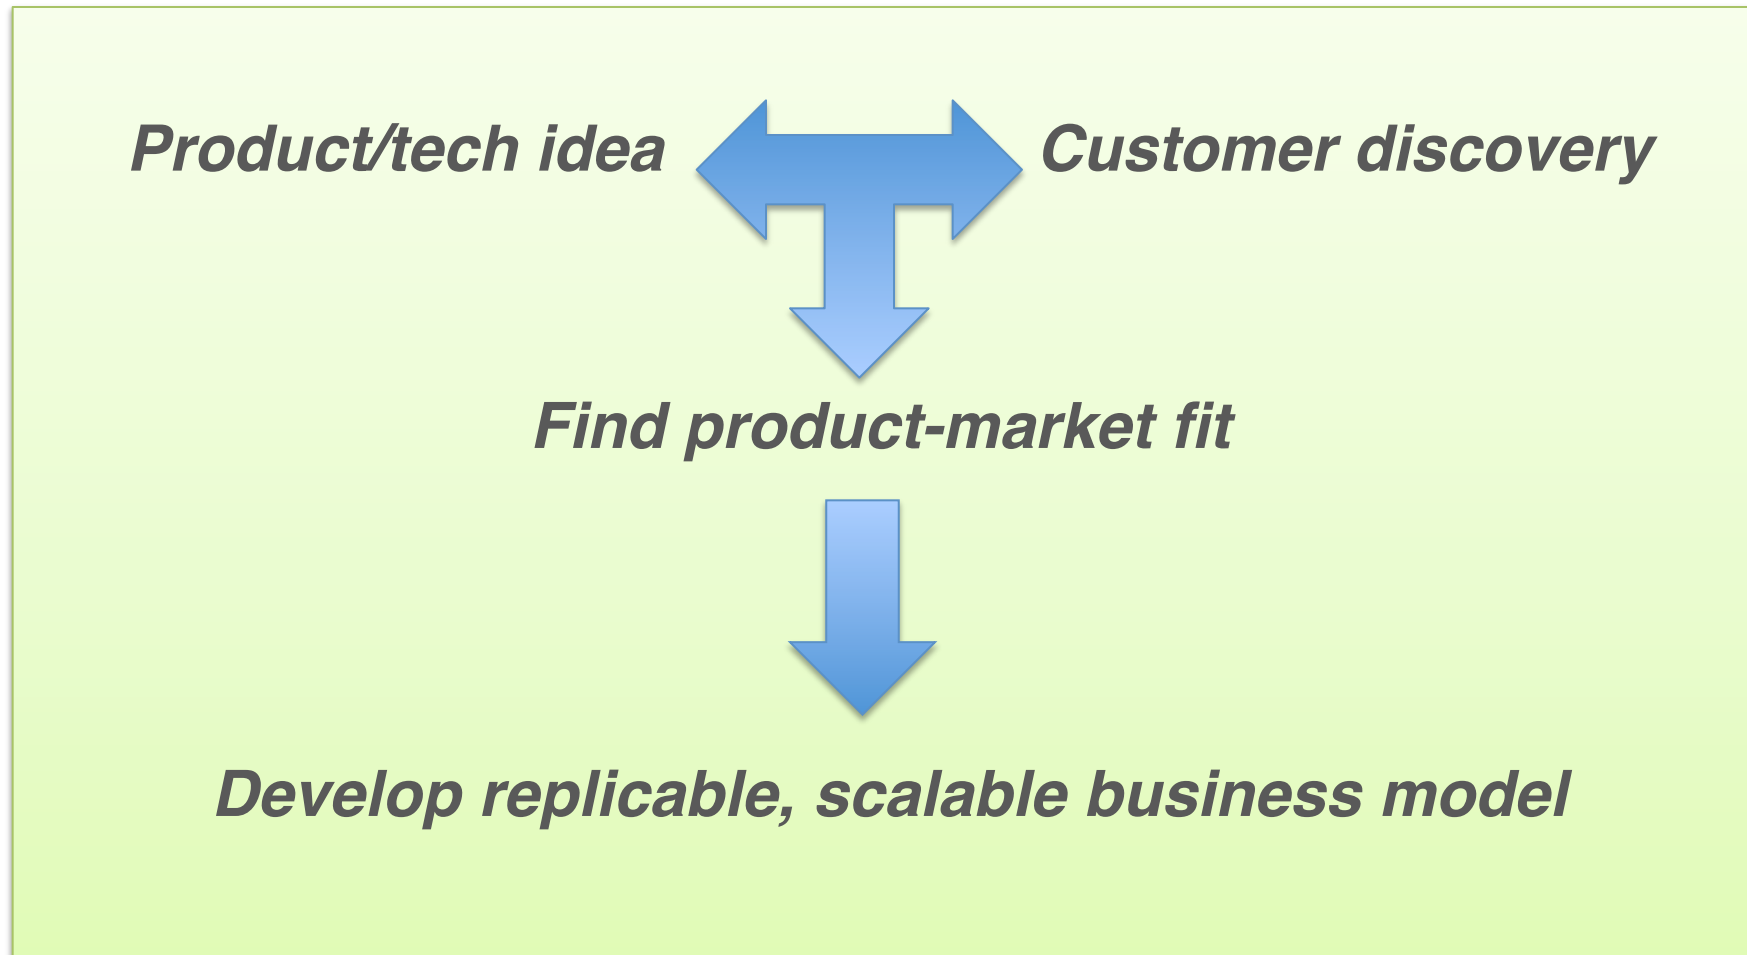 Product/tech idea
Customer discovery
Find product-market fit
Develop replicable, scalable business model